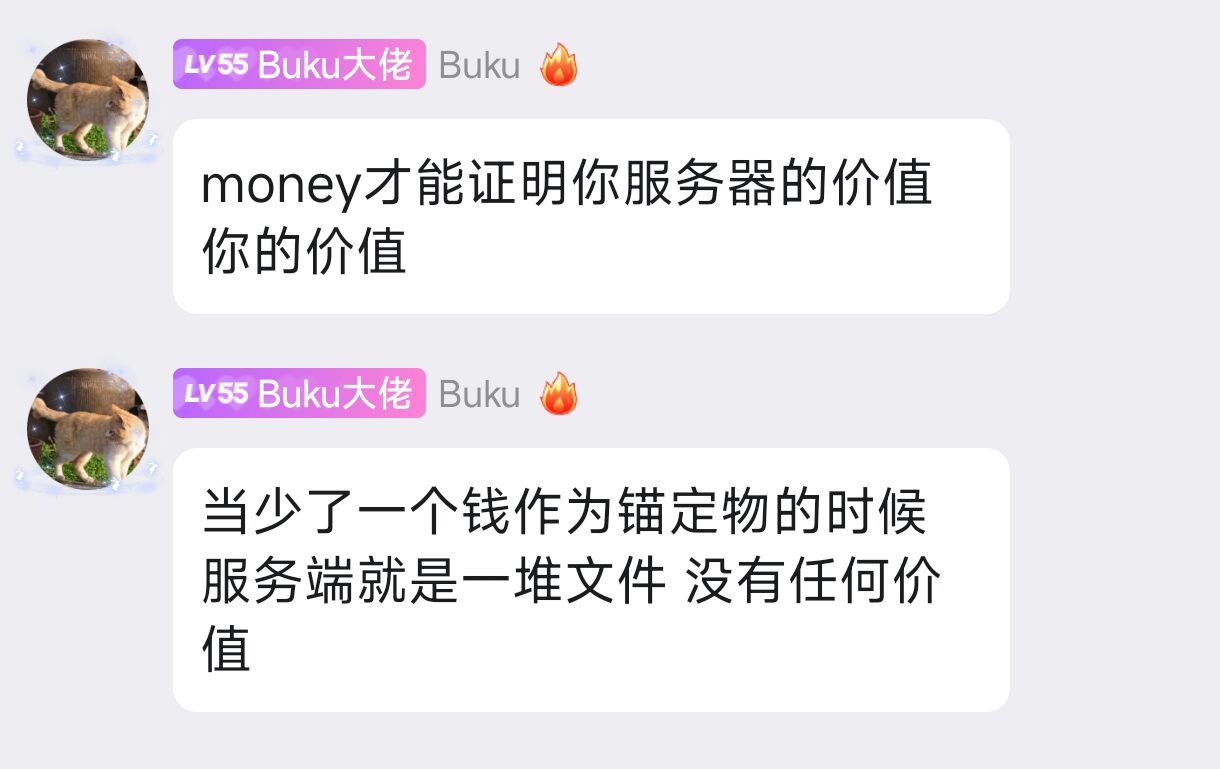 LV55 Buku大佬 Buku 🔥
money才能证明你服务器的价值
你的价值
LV55 Buku大佬 Buku 🔥
当少了一个钱作为锚定物的时候
服务端就是一堆文件 没有任何价
值